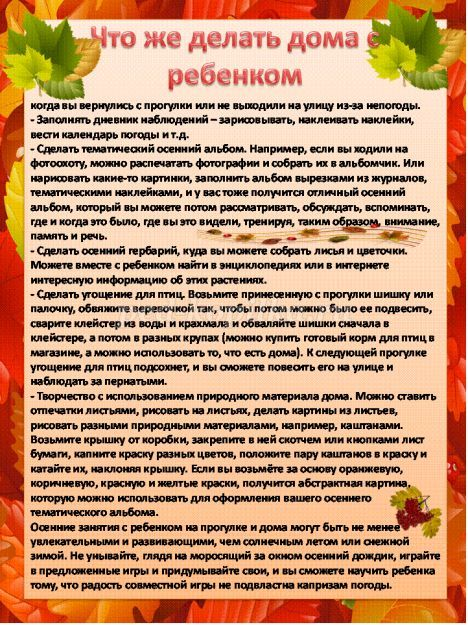 Что же делать дома с
ребенком
когда вы вернулись с прогулки или не выходили на улицу из-за непогоды.
- Заполнять дневник наблюдений – зарисовывать, наклеивать наклейки,
вести календарь погоды и т.д.
- Сделать тематический осенний альбом. Например, если вы ходили на
фотоохоту, можно распечатать фотографии и собрать их в альбомчик. Или
нарисовать какие-то картинки, заполнить альбом вырезками из журналов,
тематическими наклейками, и у вас тоже получится отличный осенний
альбом, который вы можете потом рассматривать, обсуждать, вспоминать,
где и когда это было, где вы это видели, тренируя, таким образом, внимание,
память и речь.
- Сделать осенний гербарий, куда вы можете собрать лисья и цветочки.
Можете вместе с ребенком найти в энциклопедиях или в интернете
интересную информацию об этих растениях.
- Сделать угощение для птиц. Возьмите принесенную с прогулки шишку или
палочку, обвяжите веревочкой так, чтобы потом можно было ее подвесить,
сварите клейстер из воды и крахмала и обваляйте шишки сначала в
клейстере, а потом в разных крупах (можно купить готовый корм для птиц в
магазине, а можно использовать то, что есть дома). К следующей прогулке
угощение для птиц подсохнет, и вы сможете повесить его на улице и
наблюдать за пернатыми.
- Творчество с использованием природного материала дома. Можно ставить
отпечатки листьями, рисовать на листьях, делать картины из листьев,
рисовать разными природными материалами, например, каштанами.
Возьмите крышку от коробки, закрепите в ней скотчем или кнопками лист
бумаги, капните краску разных цветов, положите пару каштанов в краску и
катайте их, наклоняя крышку. Если вы возьмёте за основу оранжевую,
коричневую, красную и желтые краски, получится абстрактная картина,
которую можно использовать для оформления вашего осеннего
тематического альбома.
Осенние занятия с ребенком на прогулке и дома могут быть не менее
увлекательными и развивающими, чем солнечным летом или снежной
зимой. Не унывайте, глядя на моросящий за окном осенний дождик, играйте
в предложенные игры и придумывайте свои, и вы сможете научить ребенка
тому, что радость совместной игры не подвластна капризам погоды.